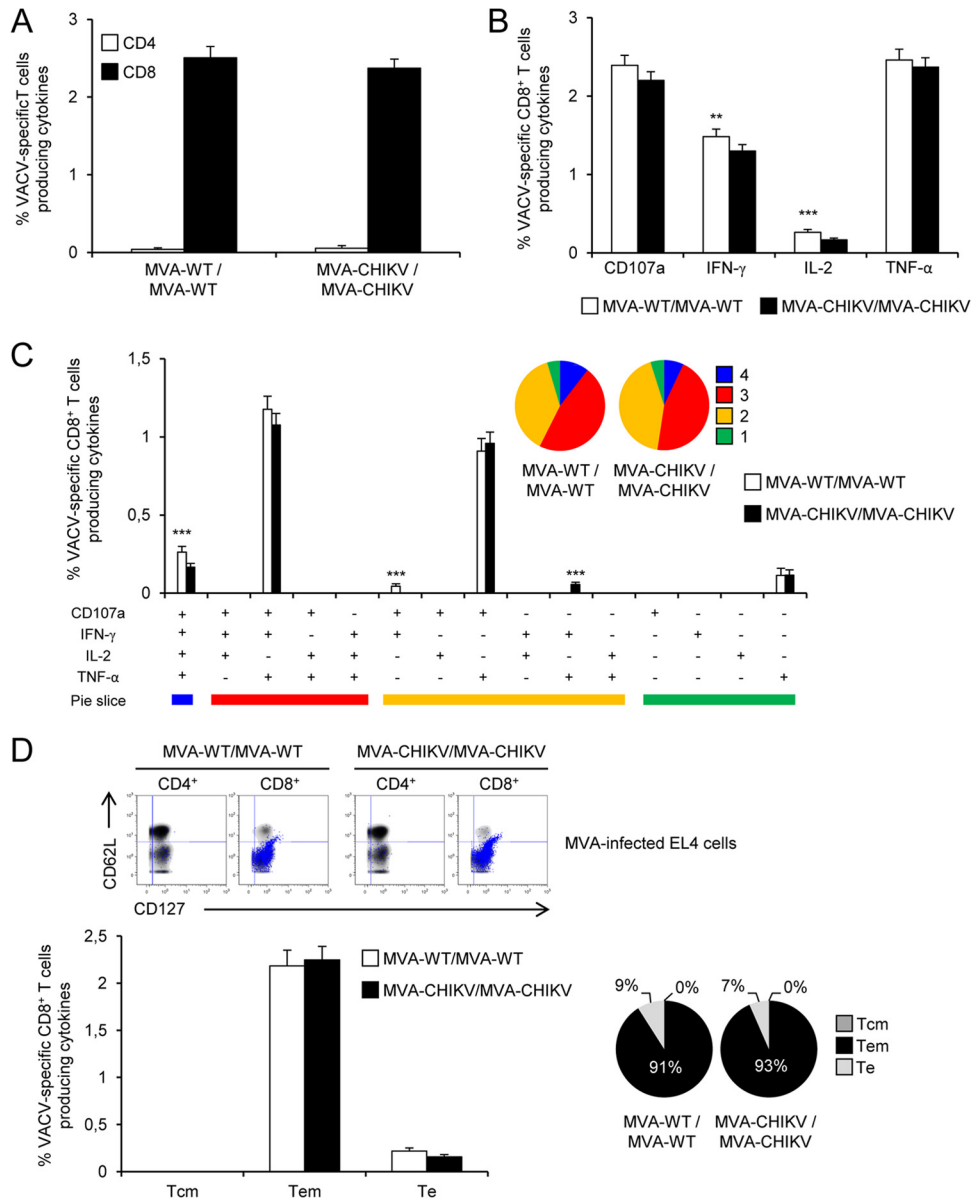 A
% VACV-specificT cells
producing cytokines
3
2
1
0
CD4
CD8
MVA-WT /
MVA-WT
MVA-CHIKV /
MVA-CHIKV
B
% VACV-specific CD8+ T cells
producing cytokines
3
2
1
0
**
***
CD107a IFN-γ IL-2 TNF-α
MVA-WT/MVA-WT MVA-CHIKV/MVA-CHIKV
C
% VACV-specific CD8+ T cells
producing cytokines
1,5
1
0,5
0
***
***
***
4
3
2
1
MVA-WT /
MVA-WT
MVA-CHIKV /
MVA-CHIKV
MVA-WT/MVA-WT
MVA-CHIKV/MVA-CHIKV
CD107a + + + + - + + + - - - + - - -
IFN-γ + + + - + + - - + + - - + - -
IL-2 + + - + + - + - + - + - - + -
TNF-α + - + + + - - + - + + - - - +
Pie slice
D
MVA-WT/MVA-WT MVA-CHIKV/MVA-CHIKV
CD4+ CD8+ CD4+ CD8+
CD62L
CD127
MVA-infected EL4 cells
% VACV-specific CD8+ T cells
producing cytokines
2,5
2
1,5
1
0,5
0
MVA-WT/MVA-WT
MVA-CHIKV/MVA-CHIKV
Tcm Tem Te
9% 0% 7% 0%
91% 93%
MVA-WT /
MVA-WT
MVA-CHIKV /
MVA-CHIKV
Tcm
Tem
Te